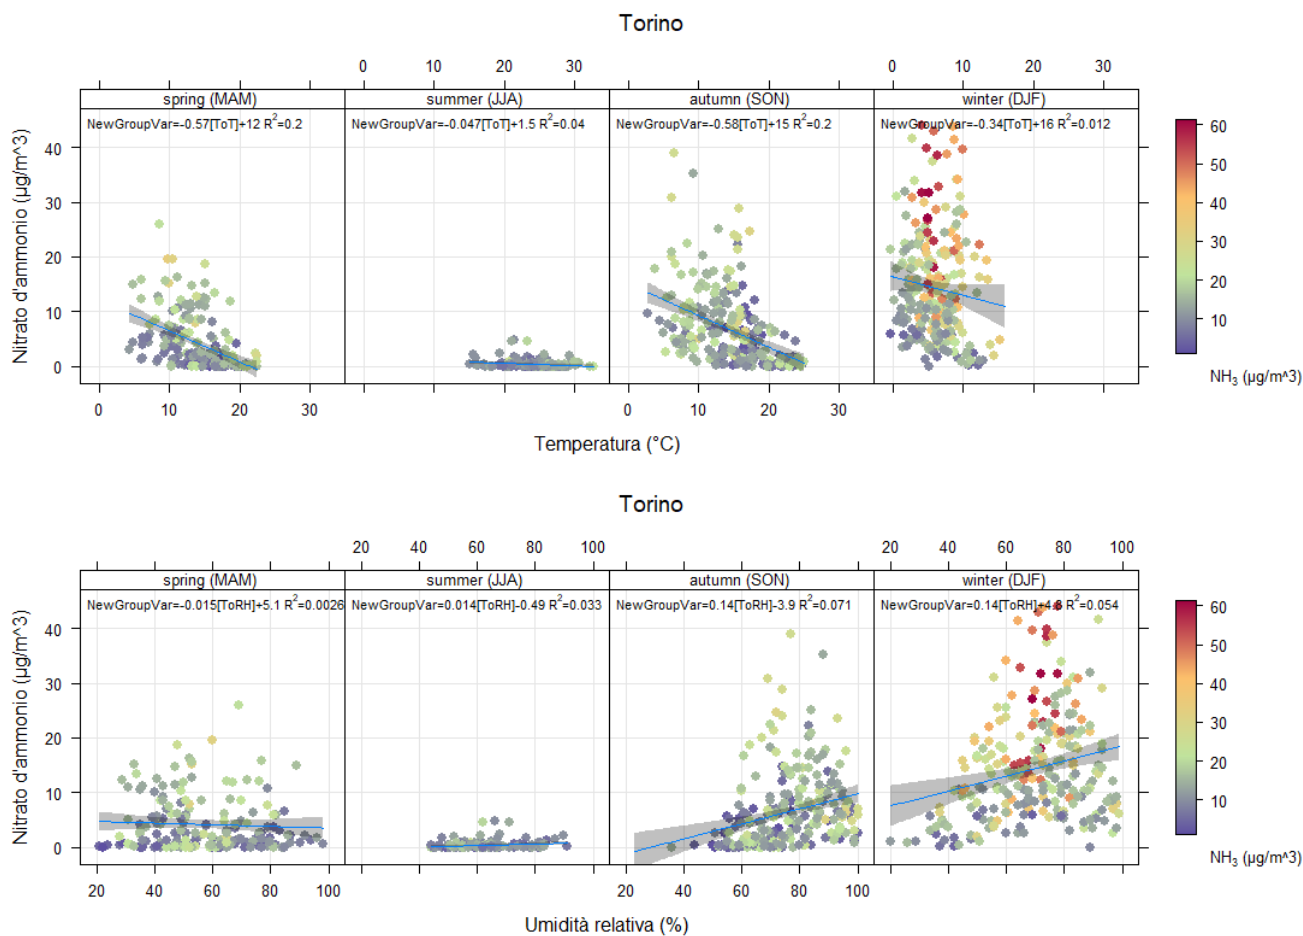 Torino
0 10 20 30 0 10 20 30
spring (MAM) summer (JJA) autumn (SON) winter (DJF)
NewGroupVar=-0.57[ToT]+12 R²=0.2 NewGroupVar=-0.047[ToT]+1.5 R²=0.04 NewGroupVar=-0.58[ToT]+15 R²=0.2 NewGroupVar=-0.34[ToT]+16 R²=0.012
Nitrato d'ammonio (µg/m^3)
40
30
20
10
0
0 10 20 30 0 10 20 30
Temperatura (°C)
60
50
40
30
20
10
NH₃ (µg/m^3)
Torino
20 40 60 80 100 20 40 60 80 100
spring (MAM) summer (JJA) autumn (SON) winter (DJF)
NewGroupVar=-0.015[ToRH]+5.1 R²=0.0026 NewGroupVar=0.014[ToRH]-0.49 R²=0.033 NewGroupVar=0.14[ToRH]-3.9 R²=0.071 NewGroupVar=0.14[ToRH] R²=0.054
Nitrato d'ammonio (µg/m^3)
40
30
20
10
0
20 40 60 80 100 20 40 60 80 100
Umidità relativa (%)
60
50
40
30
20
10
NH₃ (µg/m^3)